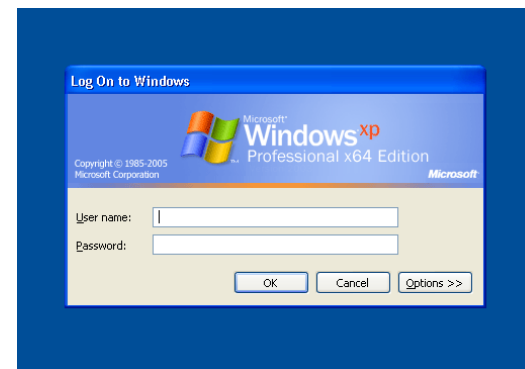 Log On to Windows
Microsoft
Windows xp
Professional x64 Edition
Copyright © 1985-2005
Microsoft Corporation
Microsoft
User name:
Password:
OK
Cancel
Options >>